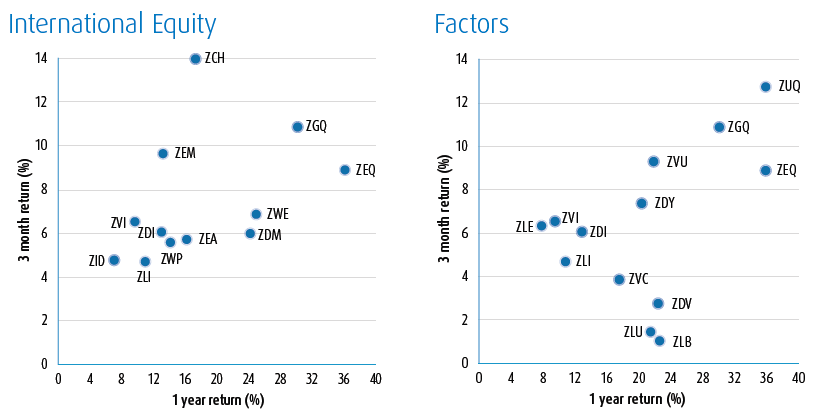 International Equity
3 month return (%)
14
12
10
8
6
4
2
0
ZCH
ZGQ
ZEM
ZEQ
ZVI
ZWE
ZDI
ZEA
ZDM
ZWP
ZID
ZLI
0 4 8 12 16 20 24 28 32 36 40
1 year return (%)
Factors
3 month return (%)
14
12
10
8
6
4
2
0
ZUQ
ZGQ
ZVU
ZEQ
ZDY
ZLE
ZVI
ZDI
ZLI
ZVC
ZDV
ZLU
ZLB
0 4 8 12 16 20 24 28 32 36 40
1 year return (%)